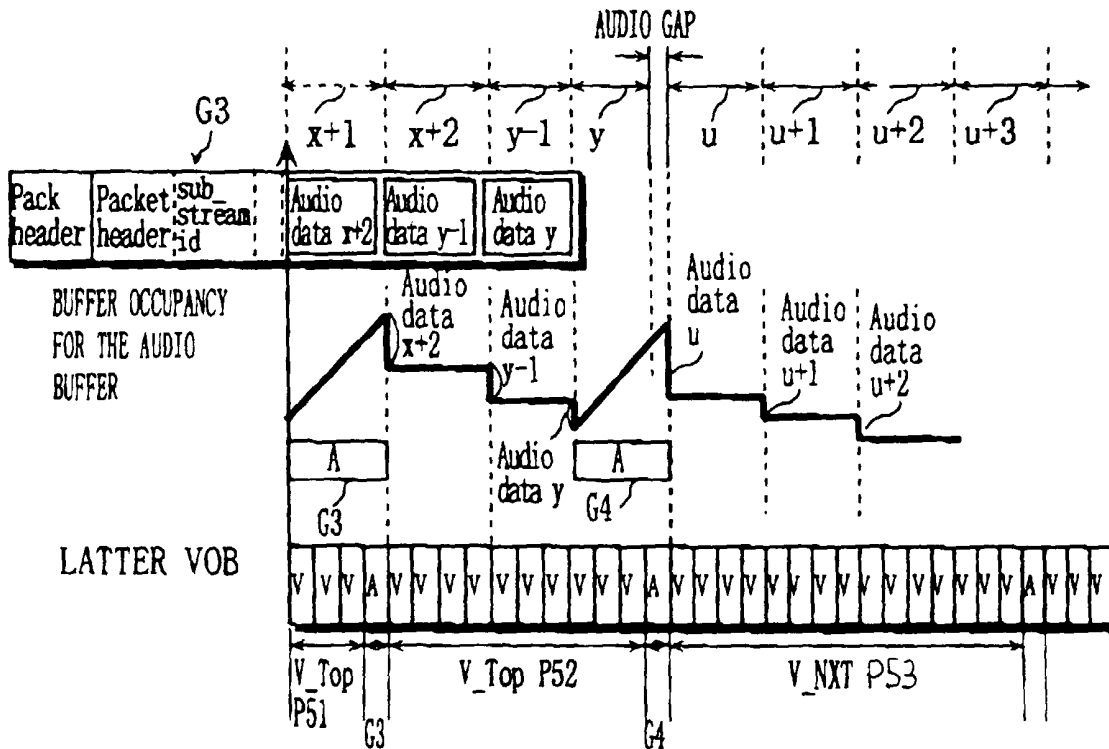 AUDIO GAP
x+1 x+2 y-1 y u u+1 u+2 u+3
G3
Pack
header
Packet
header
sub_
stream
id
Audio
data x+2
Audio
data y-1
Audio
data y
BUFFER OCCUPANCY
FOR THE AUDIO
BUFFER
Audio
data
x+2
Audio
data
y-1
Audio
data y
Audio
data
u
Audio
data
u+1
Audio
data
u+2
A
G3
A
G4
LATTER VOB
V V V A V V V V V V V V V V A V V V V V V V V V V V V V V A V V V
V_Top
P51
G3
V_Top P52
G4
V_NXT P53